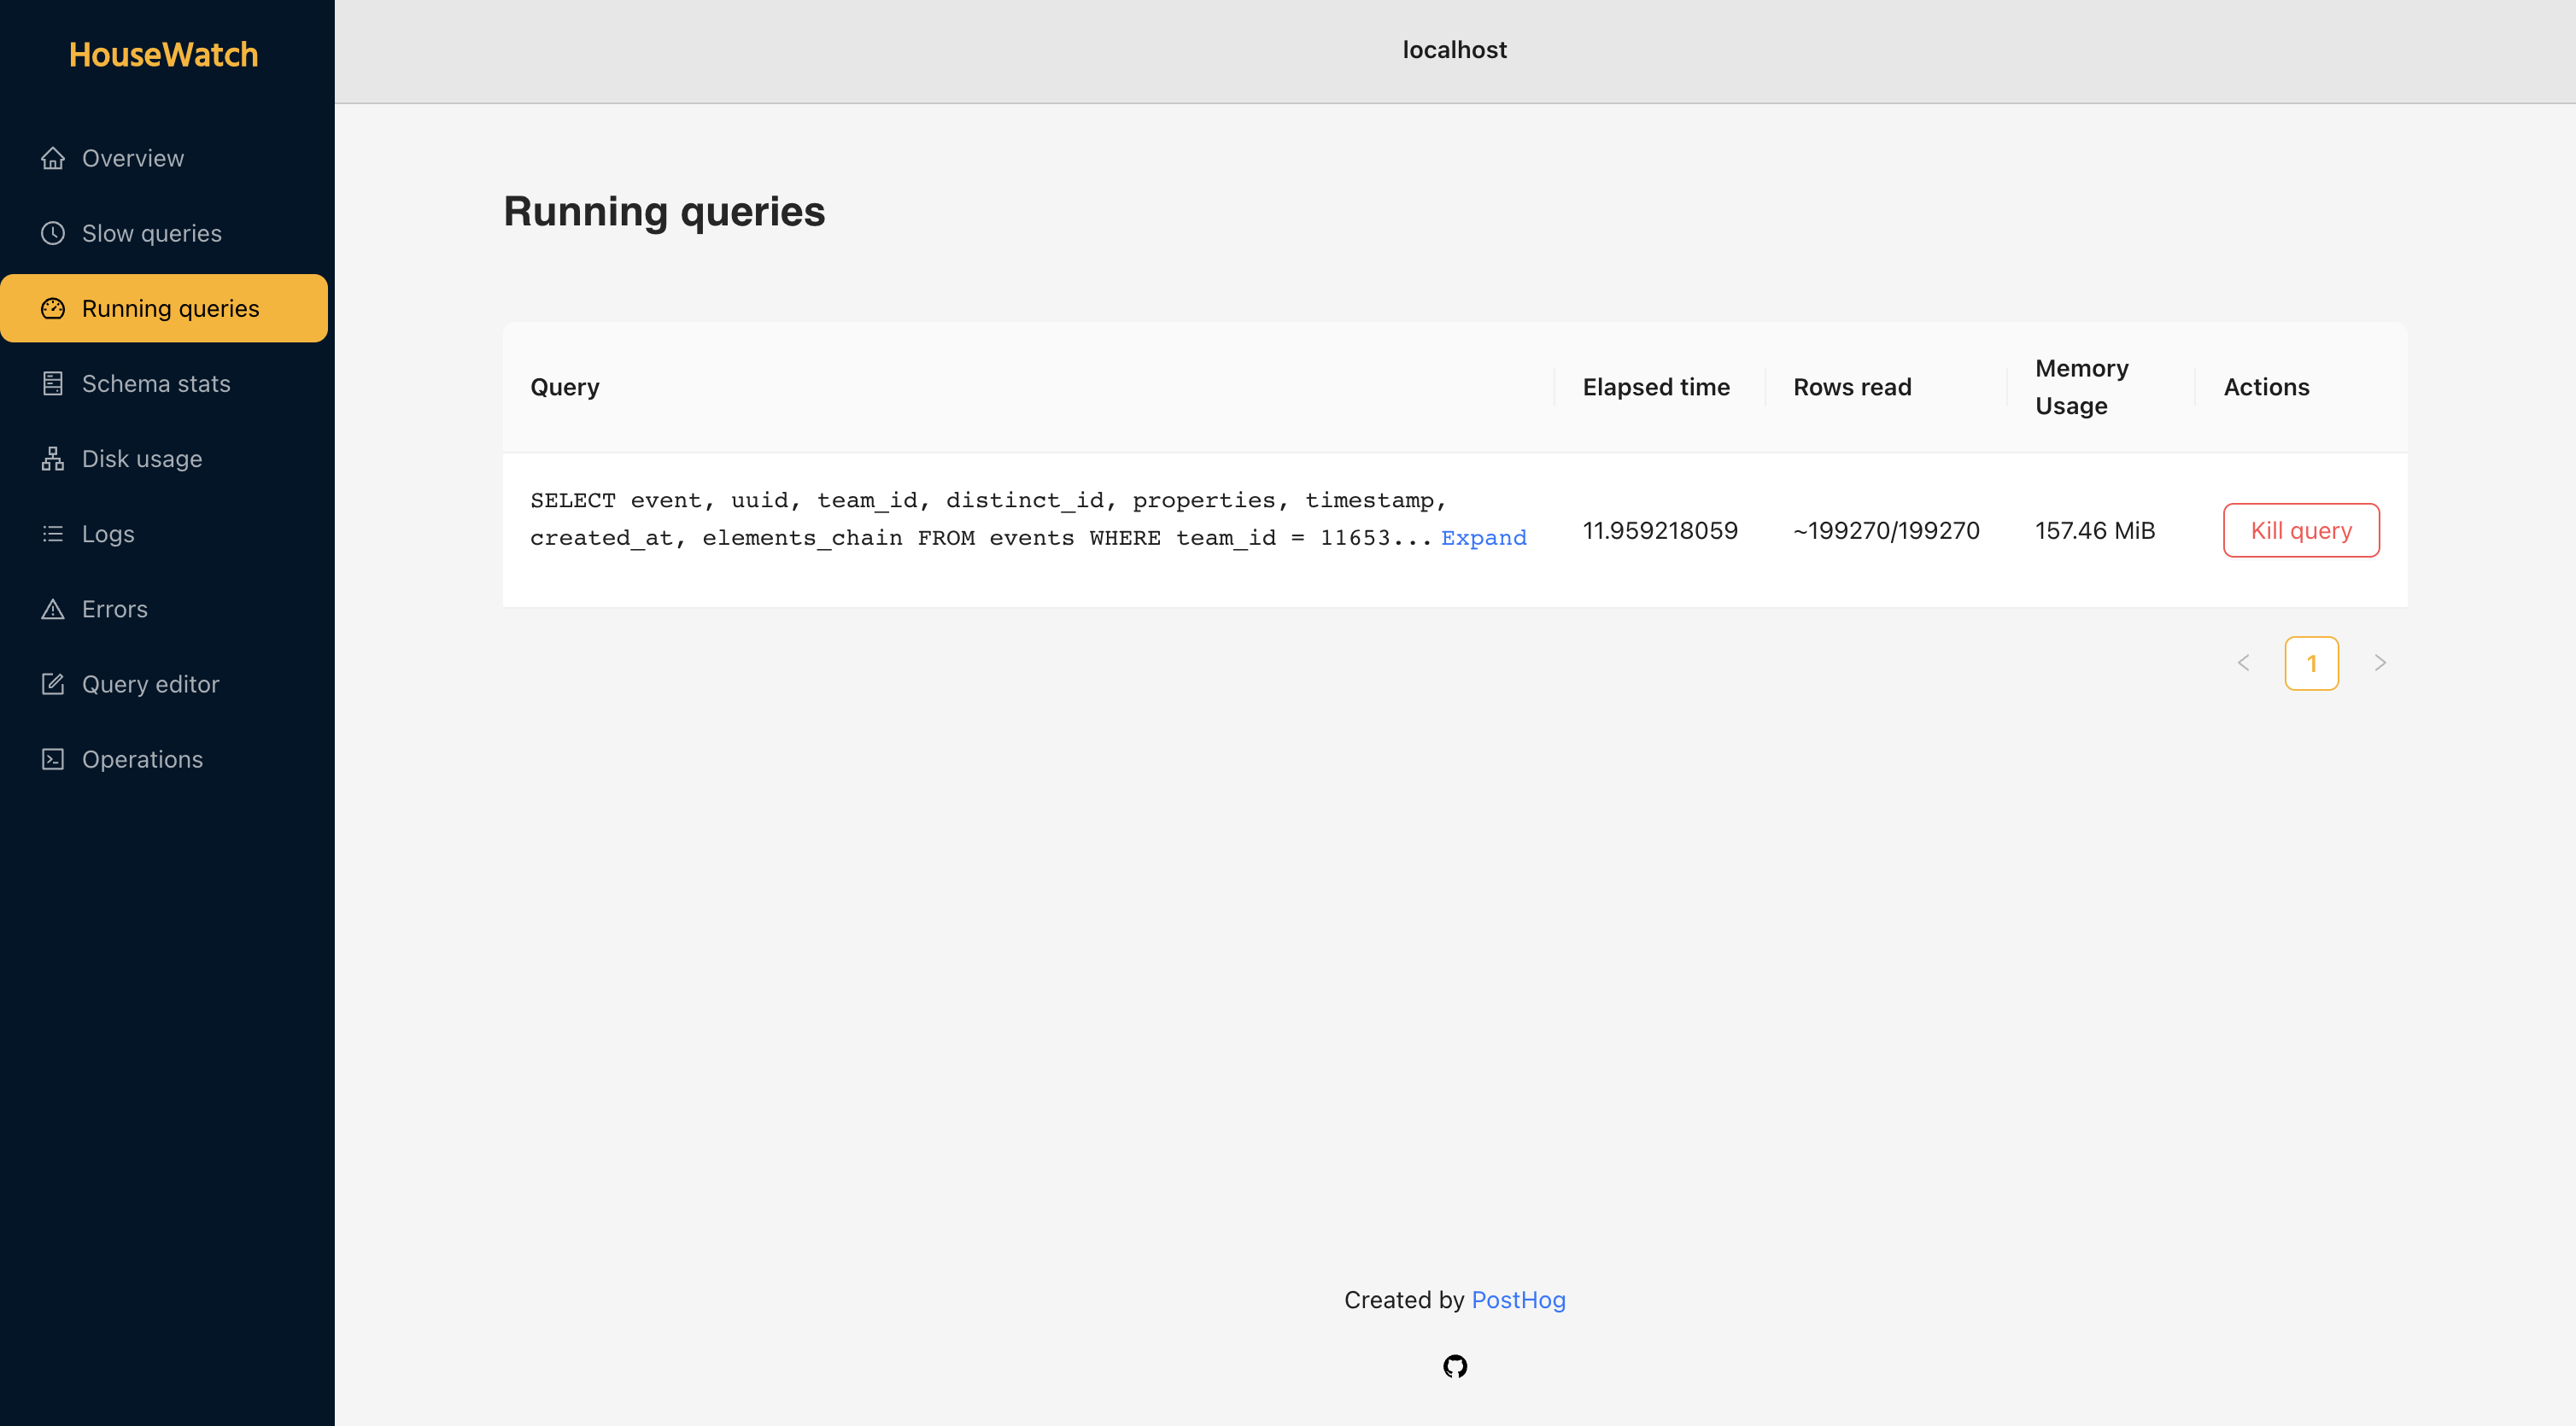 HouseWatch
Overview
Slow queries
Running queries
Schema stats
Disk usage
Logs
Errors
Query editor
Operations
localhost
Running queries
Query
Elapsed time
Rows read
Memory
Usage
Actions
SELECT event, uuid, team_id, distinct_id, properties, timestamp,
created_at, elements_chain FROM events WHERE team_id = 11653... Expand
11.959218059
~199270/199270
157.46 MiB
Kill query
1
Created by PostHog